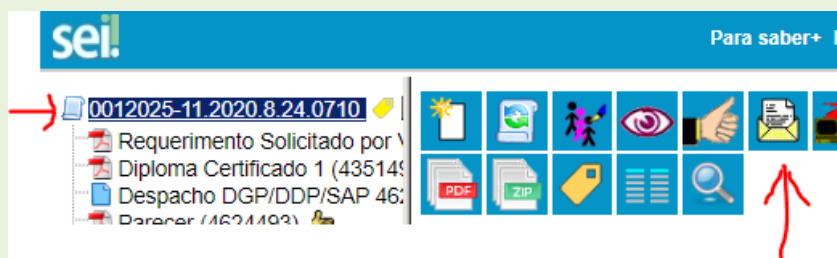 sei!
Para saber+
0012025-11.2020.8.24.0710
Requerimento Solicitado por
Diploma Certificado 1 (435149
Despacho DGP/DDP/SAP 462
Parecer (4624493)
PDF
ZIP